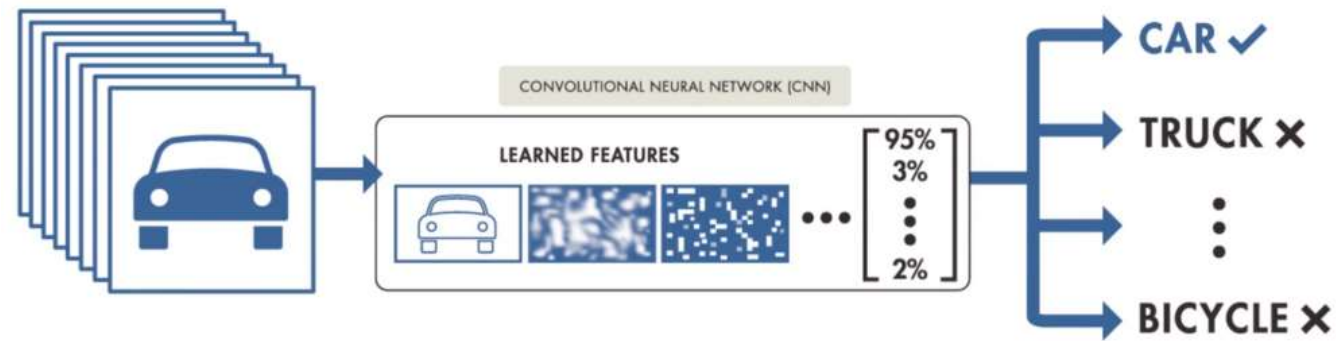 CONVOLUTIONAL NEURAL NETWORK (CNN)
LEARNED FEATURES
95%
3%
2%
CAR ✓
TRUCK ✕
BICYCLE ✕